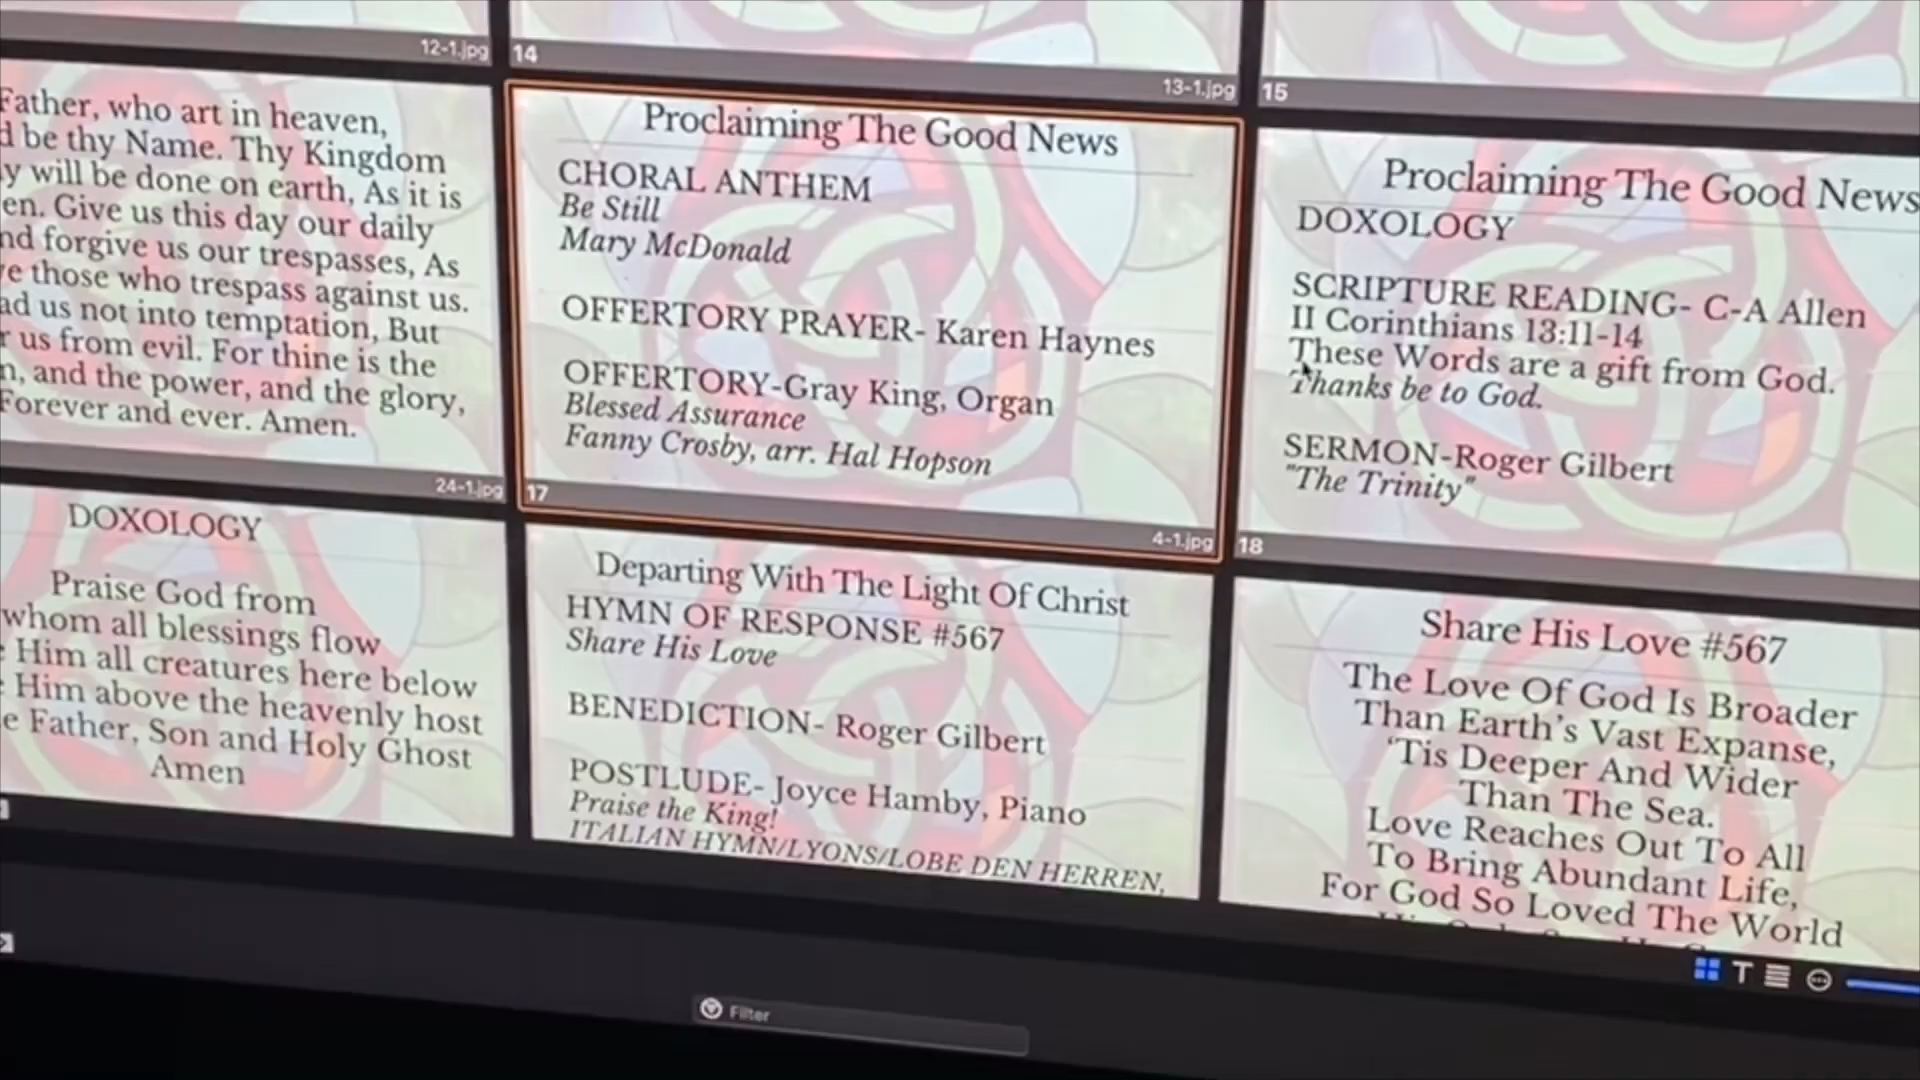 12-1.jpg
14
13-1.jpg
15
Father, who art in heaven,
be thy Name. Thy Kingdom
will be done on earth, As it is
Give us this day our daily
forgive us our trespasses, As
those who trespass against us.
us not into temptation, But
us from evil. For thine is the
and the power, and the glory,
Forever and ever. Amen.
24-1.jpg
Proclaiming The Good News
CHORAL ANTHEM
Be Still
Mary McDonald
OFFERTORY PRAYER- Karen Haynes
OFFERTORY-Gray King, Organ
Blessed Assurance
Fanny Crosby, arr. Hal Hopson
17
4-1.jpg
Proclaiming The Good News
DOXOLOGY
SCRIPTURE READING- C-A Allen
II Corinthians 13:11-14
These Words are a gift from God.
Thanks be to God.
SERMON-Roger Gilbert
"The Trinity"
18
DOXOLOGY
Praise God from
whom all blessings flow
Him all creatures here below
Him above the heavenly host
Father, Son and Holy Ghost
Amen
Departing With The Light Of Christ
HYMN OF RESPONSE #567
Share His Love
BENEDICTION- Roger Gilbert
POSTLUDE- Joyce Hamby, Piano
Praise the King!
ITALIAN HYMN/LYONS/LOBE DEN HERREN,
Share His Love #567
The Love Of God Is Broader
Than Earth's Vast Expanse,
'Tis Deeper And Wider
Than The Sea.
Love Reaches Out To All
To Bring Abundant Life,
For God So Loved The World
T
Filter